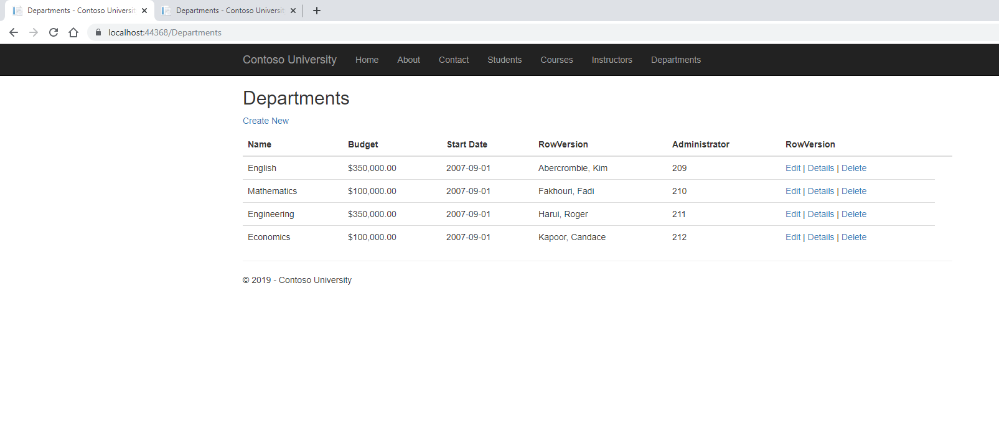 Departments - Contoso Universit Departments - Contoso Universit
localhost:44368/Departments
Contoso University Home About Contact Students Courses Instructors Departments
Departments
Create New
Name Budget Start Date RowVersion Administrator RowVersion
English $350,000.00 2007-09-01 Abercrombie, Kim 209 Edit | Details | Delete
Mathematics $100,000.00 2007-09-01 Fakhouri, Fadi 210 Edit | Details | Delete
Engineering $350,000.00 2007-09-01 Harui, Roger 211 Edit | Details | Delete
Economics $100,000.00 2007-09-01 Kapoor, Candace 212 Edit | Details | Delete
© 2019 - Contoso University